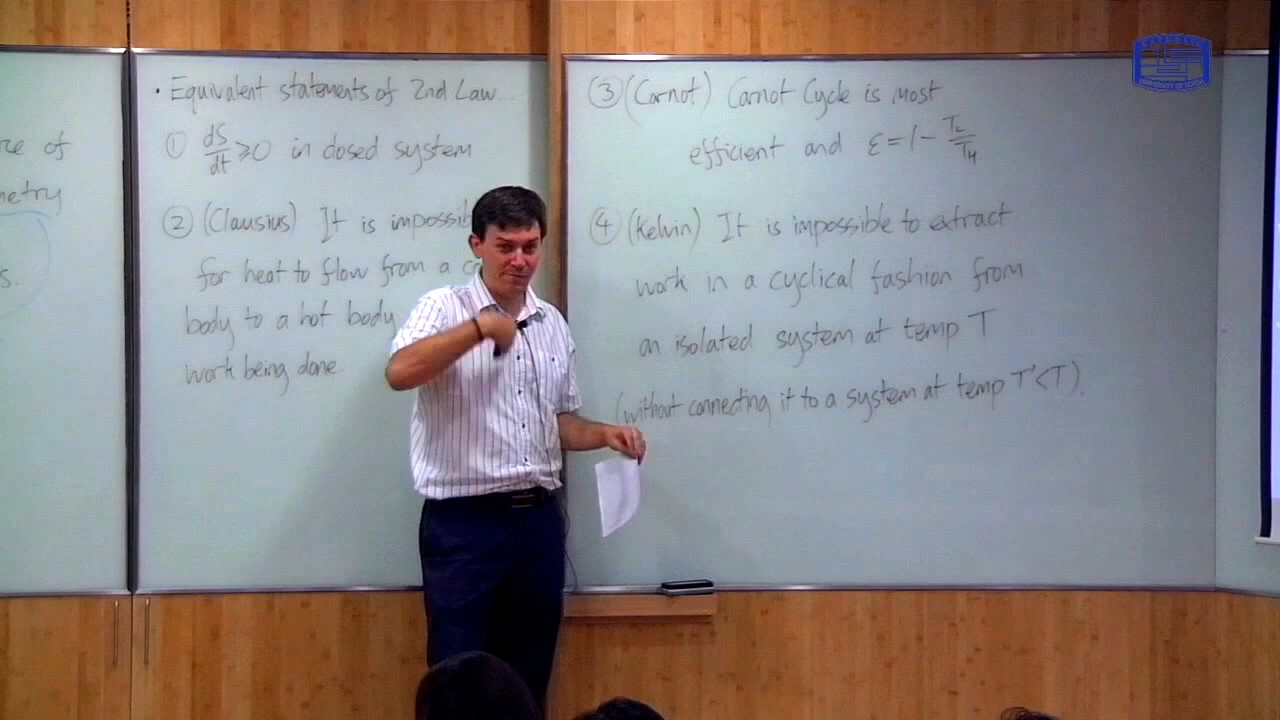 ce of
metry
s.
• Equivalent statements of 2nd Law...
① dS/dt ≥ 0 in closed system
② (Clausius) It is
for heat to flow from a
body to a hot body
work being done.
③ (Carnot) Carnot Cycle is most
efficient and ε = 1 - T_L/T_H
④ (Kelvin) It is impossible to extract
work in a cyclical fashion from
an isolated system at temp T
(without connecting it to a system at temp T' < T).